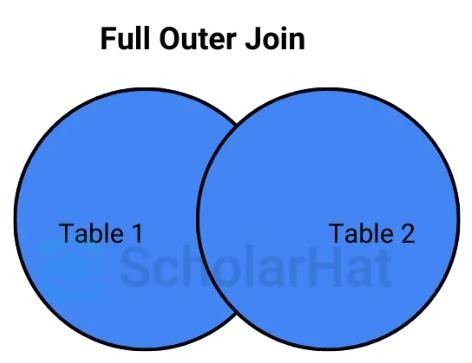 Full Outer Join
Table 1
Table 2
ScholarHat